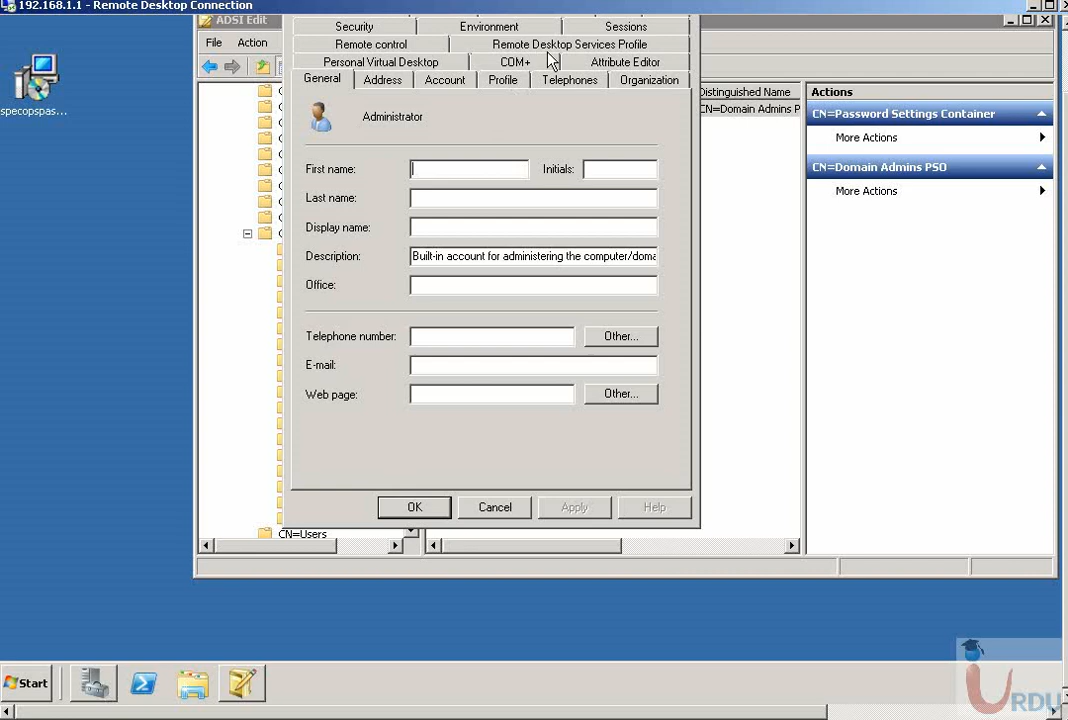 192.168.1.1 - Remote Desktop Connection
specopspas...
ADSI Edit
File Action
Security Environment Sessions
Remote control Remote Desktop Services Profile
Personal Virtual Desktop COM+ Attribute Editor
General Address Account Profile Telephones Organization
Administrator
First name: Initials:
Last name:
Display name:
Description: Built-in account for administering the computer/doma
Office:
Telephone number: Other...
E-mail:
Web page: Other...
OK Cancel Apply Help
CN=Users
Distinguished Name
CN=Domain Admins P
Actions
CN=Password Settings Container
More Actions
CN=Domain Admins PSO
More Actions
Start
URDU